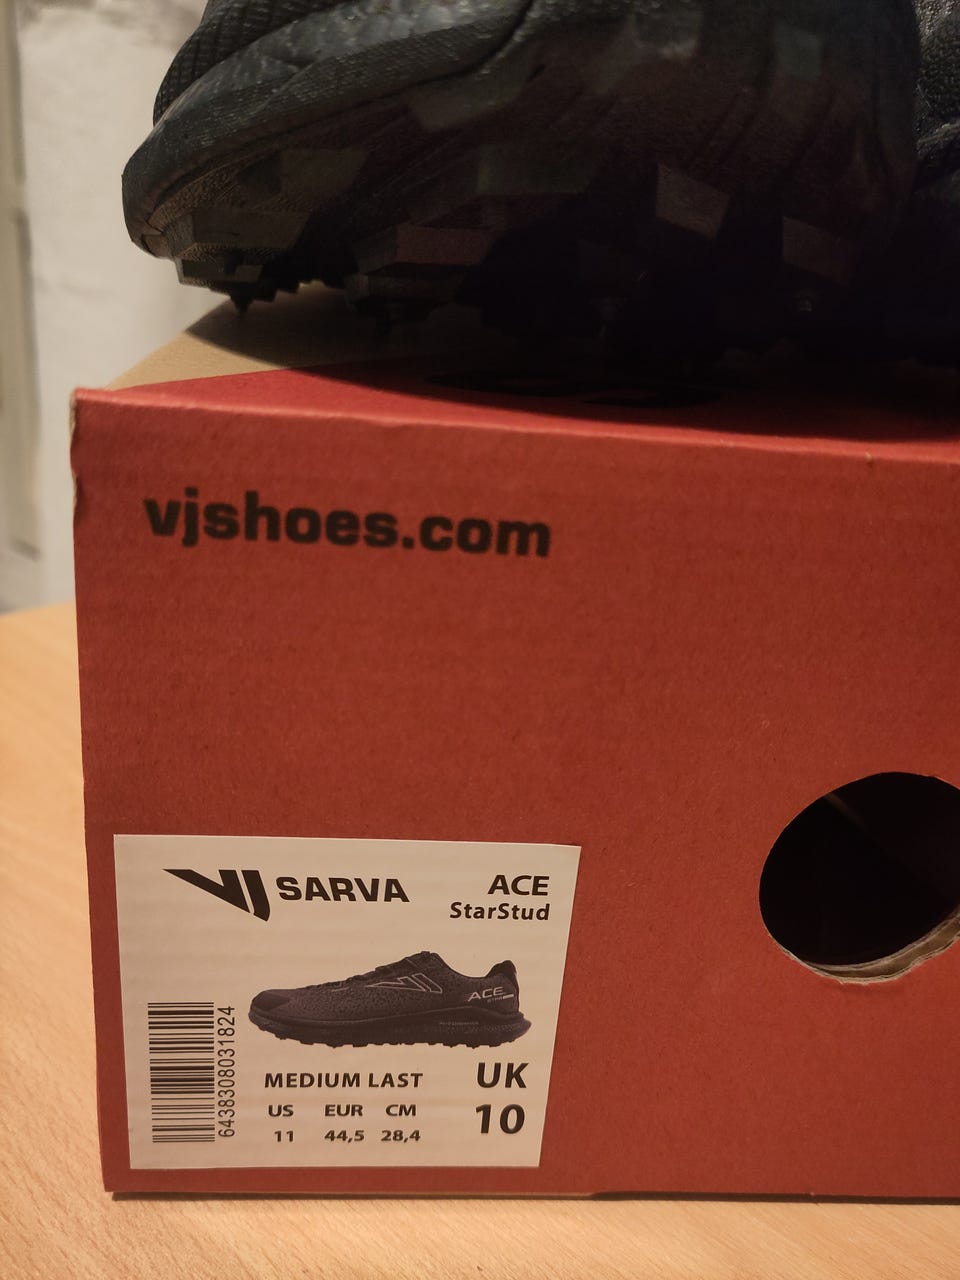 vjshoes.com
VJ SARVA
ACE
StarStud
ACE
6438308031824
MEDIUM LAST
US EUR CM
11 44,5 28,4
UK
10